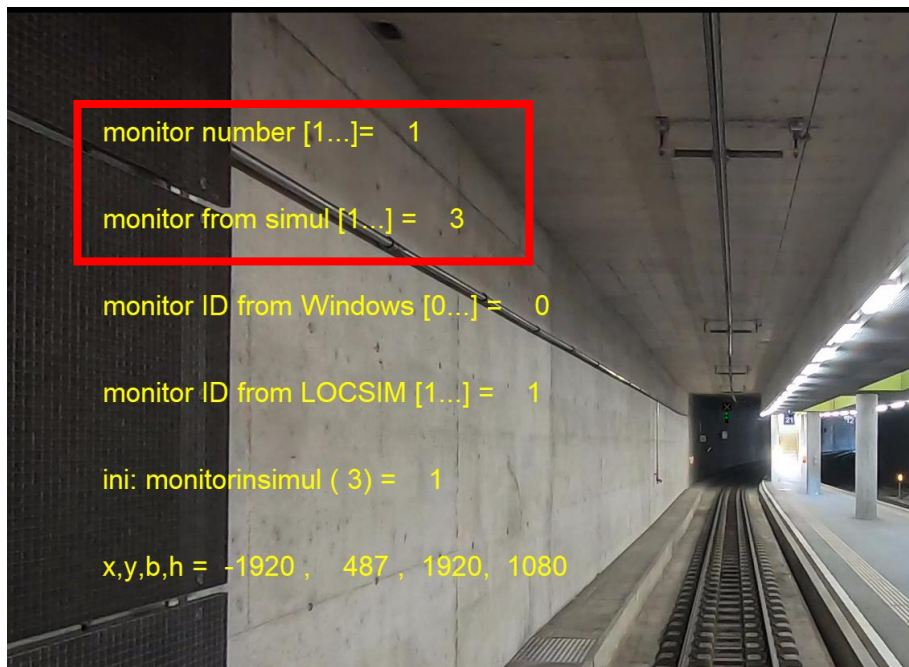 monitor number [1...]= 1
monitor from simul [1...] = 3
monitor ID from Windows [0...] = 0
monitor ID from LOCSIM [1...] = 1
ini: monitorinsimul ( 3) = 1
x,y,b,h = -1920 , 487 , 1920, 1080
21